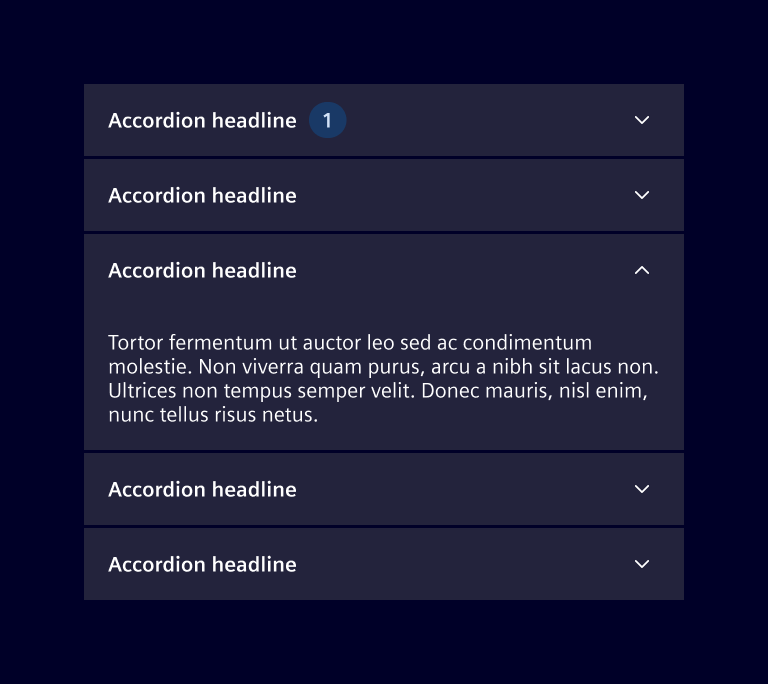 Accordion headline 1
Accordion headline
Accordion headline
Tortor fermentum ut auctor leo sed ac condimentum
molestie. Non viverra quam purus, arcu a nibh sit lacus non.
Ultrices non tempus semper velit. Donec mauris, nisl enim,
nunc tellus risus netus.
Accordion headline
Accordion headline